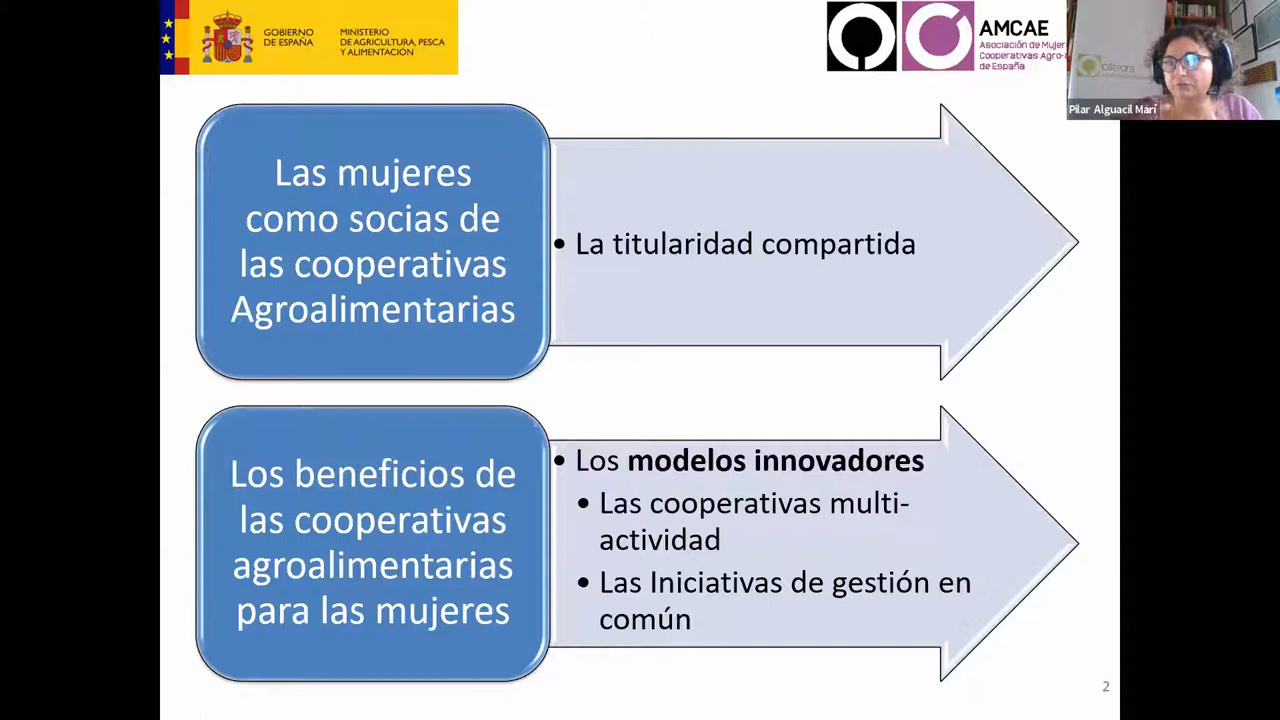 GOBIERNO
DE ESPAÑA
MINISTERIO
DE AGRICULTURA, PESCA
Y ALIMENTACIÓN
AMCAE
Asociación de Mujer
Cooperativas Agro-a
de España
cátedra
Pilar Alguacil Marí
Las mujeres
como socias de
las cooperativas
Agroalimentarias
• La titularidad compartida
Los beneficios de
las cooperativas
agroalimentarias
para las mujeres
• Los modelos innovadores
• Las cooperativas multi-
actividad
• Las Iniciativas de gestión en
común
2